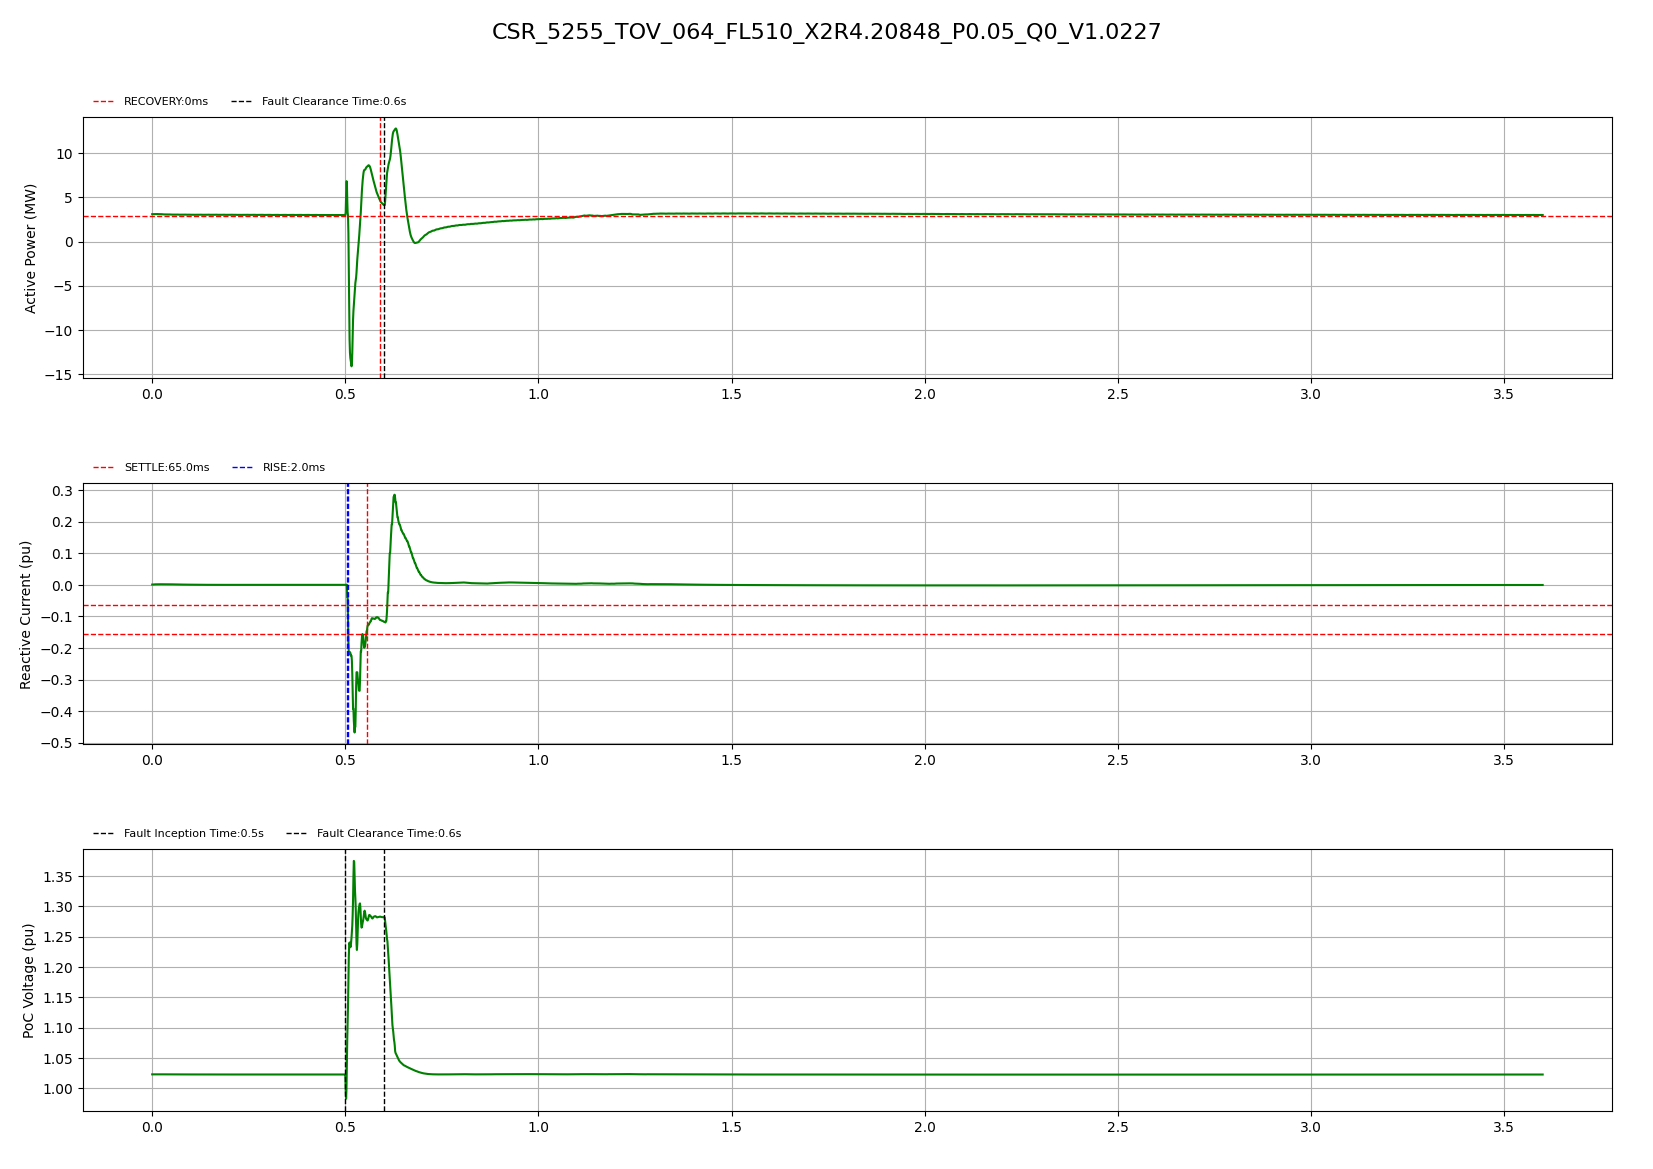 CSR_5255_TOV_064_FL510_X2R4.20848_P0.05_Q0_V1.0227
RECOVERY:0ms Fault Clearance Time:0.6s
Active Power (MW)
10
5
0
−5
−10
−15
0.0 0.5 1.0 1.5 2.0 2.5 3.0 3.5
SETTLE:65.0ms RISE:2.0ms
Reactive Current (pu)
0.3
0.2
0.1
0.0
−0.1
−0.2
−0.3
−0.4
−0.5
0.0 0.5 1.0 1.5 2.0 2.5 3.0 3.5
Fault Inception Time:0.5s Fault Clearance Time:0.6s
PoC Voltage (pu)
1.35
1.30
1.25
1.20
1.15
1.10
1.05
1.00
0.0 0.5 1.0 1.5 2.0 2.5 3.0 3.5